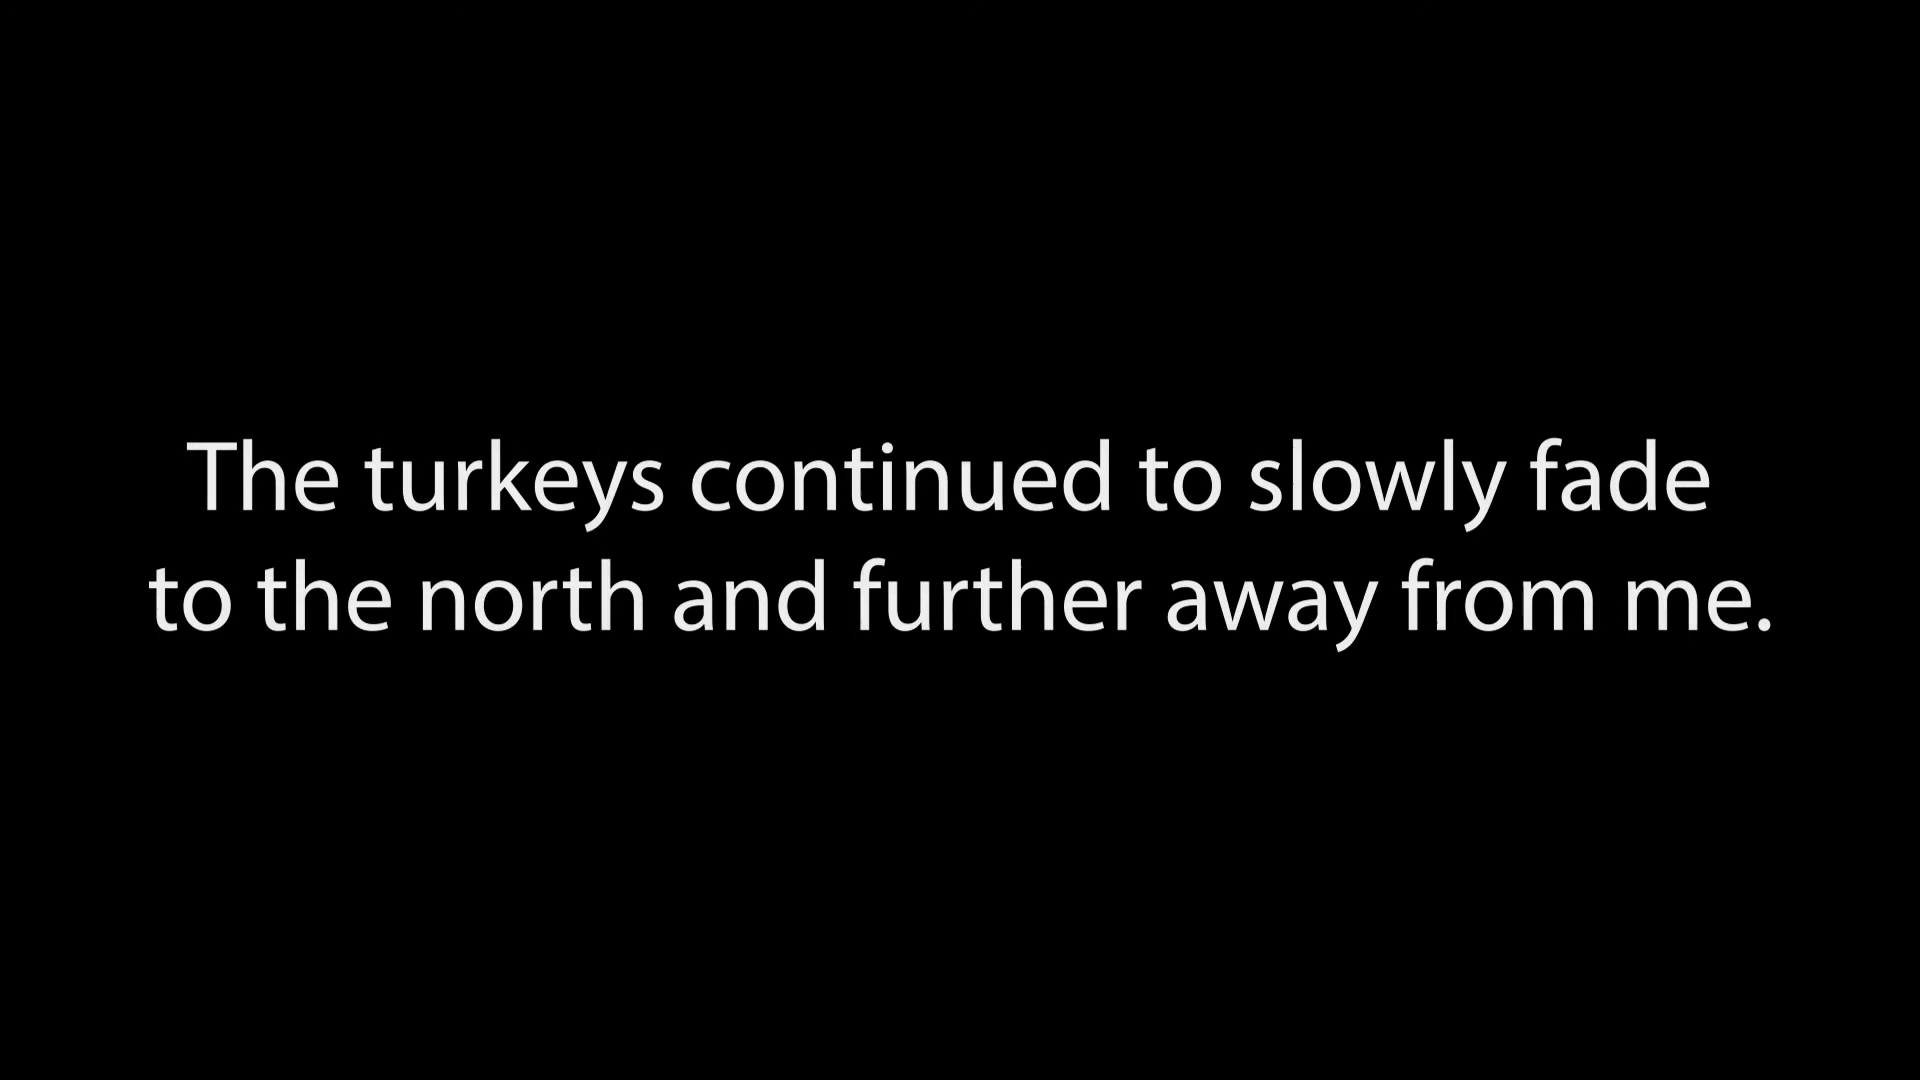 The turkeys continued to slowly fade
to the north and further away from me.